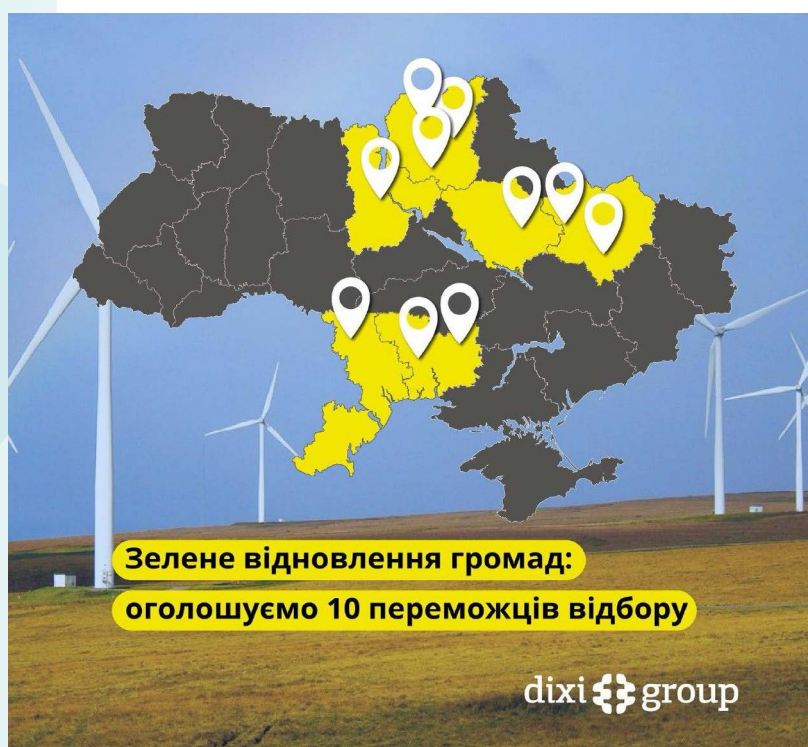 Зелене відновлення громад:
оголошуємо 10 переможців відбору
dixi group